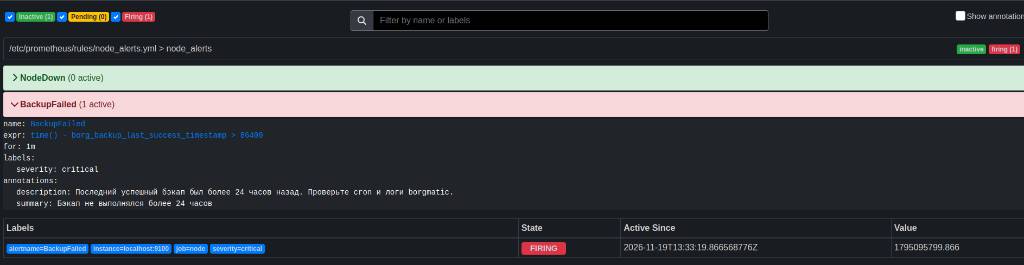 Inactive (1) Pending (0) Firing (1) Filter by name or labels Show annotation
/etc/prometheus/rules/node_alerts.yml > node_alerts inactive firing (1)
NodeDown (0 active)
BackupFailed (1 active)
name: BackupFailed
expr: time() - borg_backup_last_success_timestamp > 86400
for: 1m
labels:
severity: critical
annotations:
description: Последний успешный бэкап был более 24 часов назад. Проверьте cron и логи borgmatic.
summary: Бэкап не выполнялся более 24 часов
Labels State Active Since Value
alertname=BackupFailed instance=localhost:9100 job=node severity=critical FIRING 2026-11-19T13:33:19.866568776Z 1795095799.866